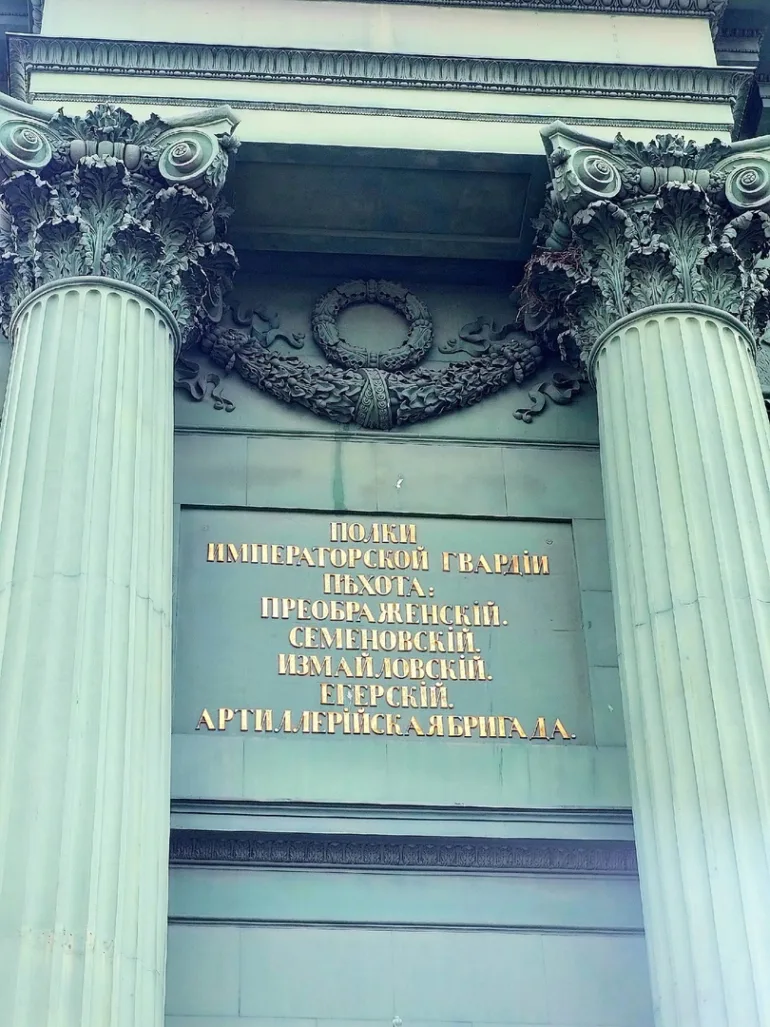 ПОЛКИ
ИМПЕРАТОРСКОЙ ГВАРДІИ
ПѢХОТА:
ПРЕОБРАЖЕНСКІЙ.
СЕМЕНОВСКІЙ.
ИЗМАЙЛОВСКІЙ.
ЕГЕРСКІЙ.
АРТИЛЛЕРІЙСКАЯ БРИГАДА.